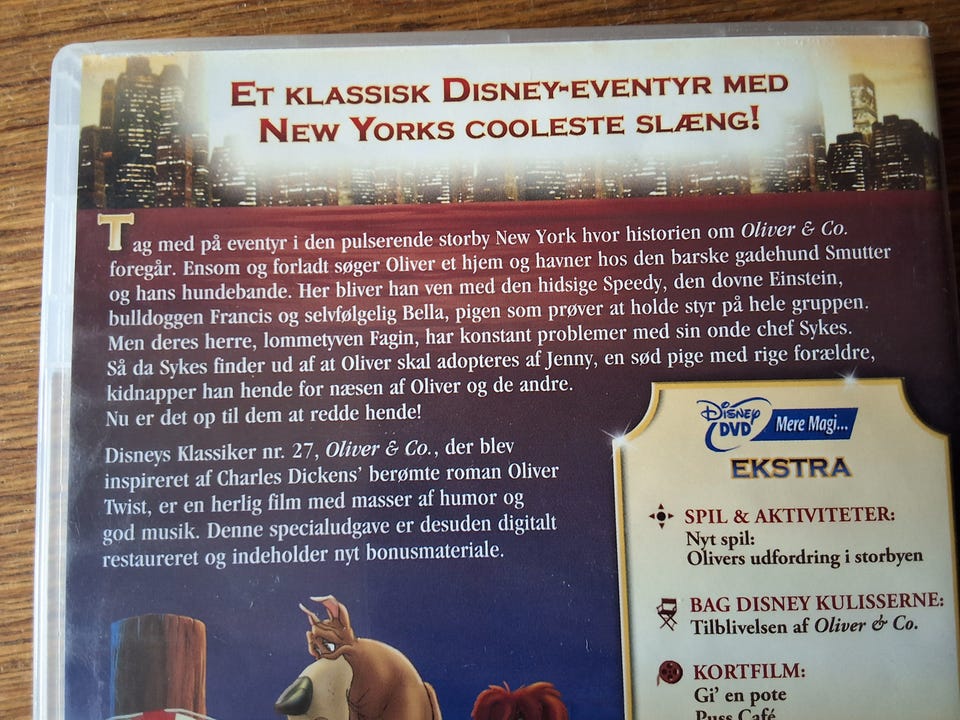 Et klassisk Disney-eventyr med
New Yorks cooleste slæng!
Tag med på eventyr i den pulserende storby New York hvor historien om Oliver & Co.
foregår. Ensom og forladt søger Oliver et hjem og havner hos den barske gadehund Smutter
og hans hundebande. Her bliver han ven med den hidsige Speedy, den dovne Einstein,
bulldoggen Francis og selvfølgelig Bella, pigen som prøver at holde styr på hele gruppen.
Men deres herre, lommetyven Fagin, har konstant problemer med sin onde chef Sykes.
Så da Sykes finder ud af at Oliver skal adopteres af Jenny, en sød pige med rige forældre,
kidnapper han hende for næsen af Oliver og de andre.
Nu er det op til dem at redde hende!
Disneys Klassiker nr. 27, Oliver & Co., der blev
inspireret af Charles Dickens' berømte roman Oliver
Twist, er en herlig film med masser af humor og
god musik. Denne specialudgave er desuden digitalt
restaureret og indeholder nyt bonusmateriale.
Disney DVD Mere Magi...
EKSTRA
SPIL & AKTIVITETER:
Nyt spil:
Olivers udfordring i storbyen
BAG DISNEY KULISSERNE:
Tilblivelsen af Oliver & Co.
KORTFILM:
Gi' en pote
Puss Café